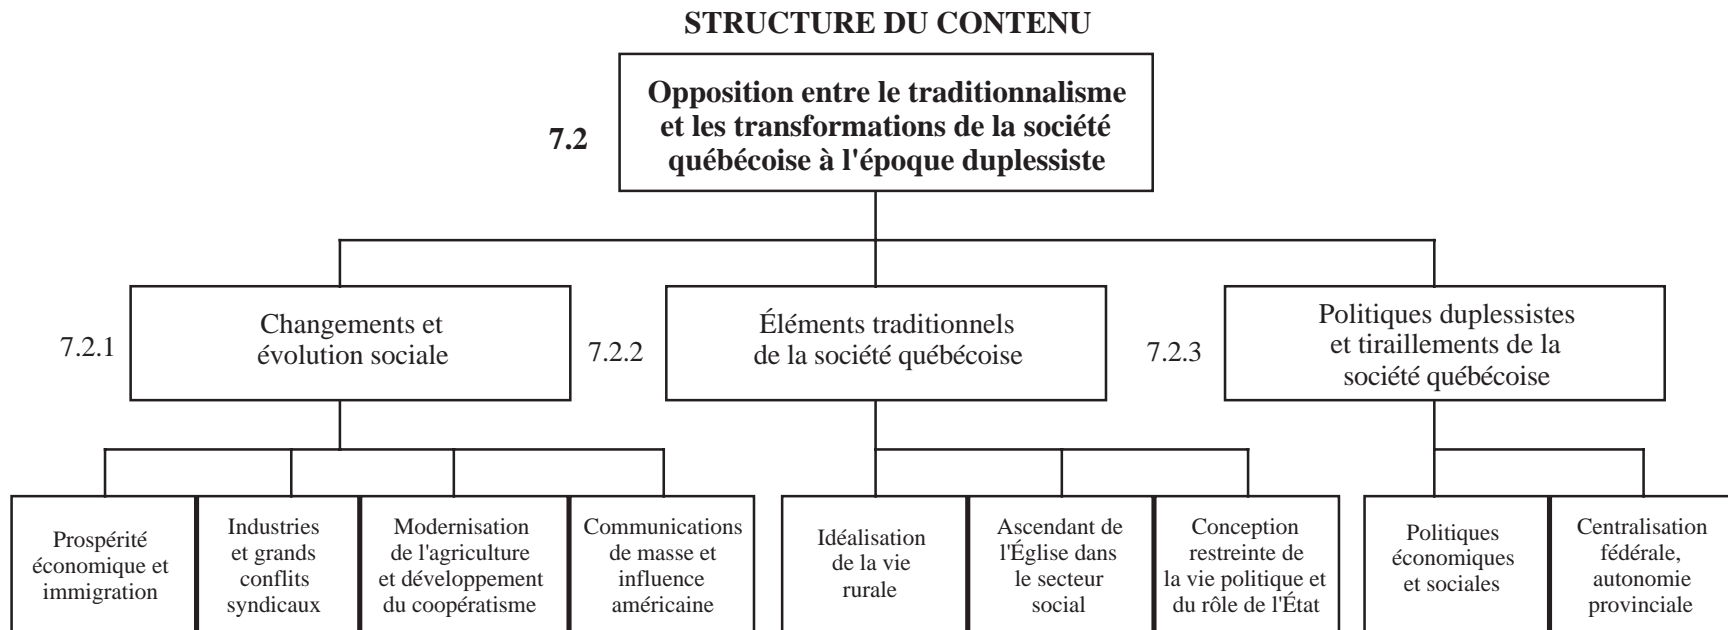 STRUCTURE DU CONTENU
7.2
Opposition entre le traditionnalisme
et les transformations de la société
québécoise à l'époque duplessiste
7.2.1
Changements et
évolution sociale
7.2.2
Éléments traditionnels
de la société québécoise
7.2.3
Politiques duplessistes
et tiraillements de la
société québécoise
Prospérité
économique et
immigration
Industries
et grands
conflits
syndicaux
Modernisation
de l'agriculture
et développement
du coopératisme
Communications
de masse et
influence
américaine
Idéalisation
de la vie
rurale
Ascendant de
l'Église dans
le secteur
social
Conception
restreinte de
la vie politique et
du rôle de l'État
Politiques
économiques
et sociales
Centralisation
fédérale,
autonomie
provinciale